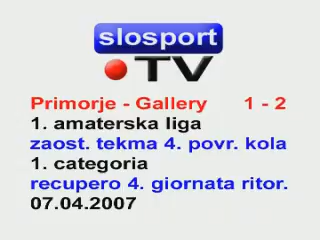 slosport
TV
Primorje - Gallery 1 - 2
1. amaterska liga
zaost. tekma 4. povr. kola
1. categoria
recupero 4. giornata ritor.
07.04.2007